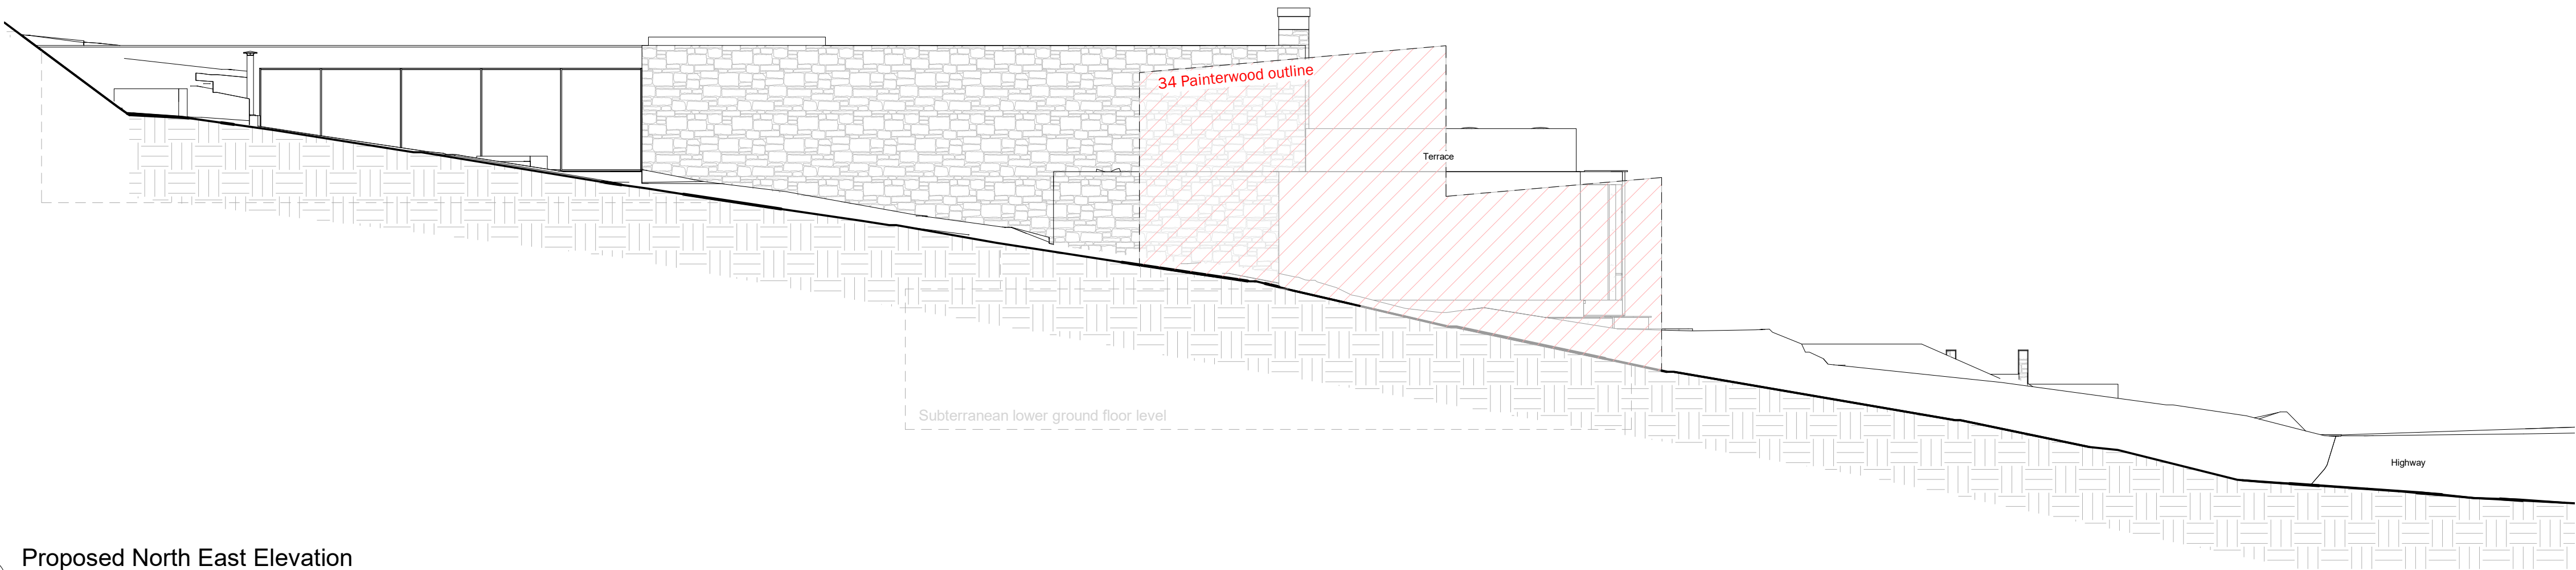 34 Painterwood outline
Terrace
Subterranean lower ground floor level
Highway
Proposed North East Elevation